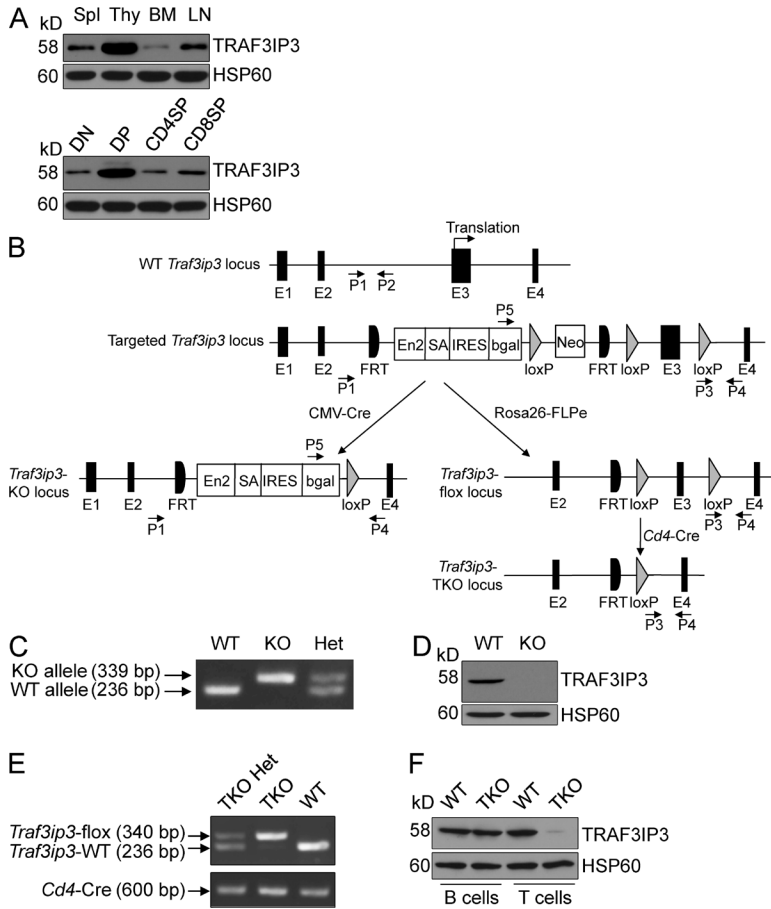 A
kD Spl Thy BM LN
58 TRAF3IP3
60 HSP60
kD DN DP CD4SP CD8SP
58 TRAF3IP3
60 HSP60
B
Translation
WT Traf3ip3 locus
E1 E2 P1 P2 E3 E4
P5
Targeted Traf3ip3 locus
En2 SA IRES bgal Neo
E1 E2 FRT loxP FRT loxP E3 loxP E4
P1 P3 P4
CMV-Cre Rosa26-FLPe
P5
Traf3ip3-
KO locus
En2 SA IRES bgal
E1 E2 FRT loxP E4
P1 P4
Traf3ip3-
flox locus
E2 FRT loxP E3 loxP E4
P3 P4
Cd4-Cre
Traf3ip3-
TKO locus
E2 FRT loxP E4
P3 P4
C
WT KO Het
KO allele (339 bp)
WT allele (236 bp)
D
kD WT KO
58 TRAF3IP3
60 HSP60
E
TKO Het TKO WT
Traf3ip3-flox (340 bp)
Traf3ip3-WT (236 bp)
Cd4-Cre (600 bp)
F
kD WT TKO WT TKO
58 TRAF3IP3
60 HSP60
B cells T cells